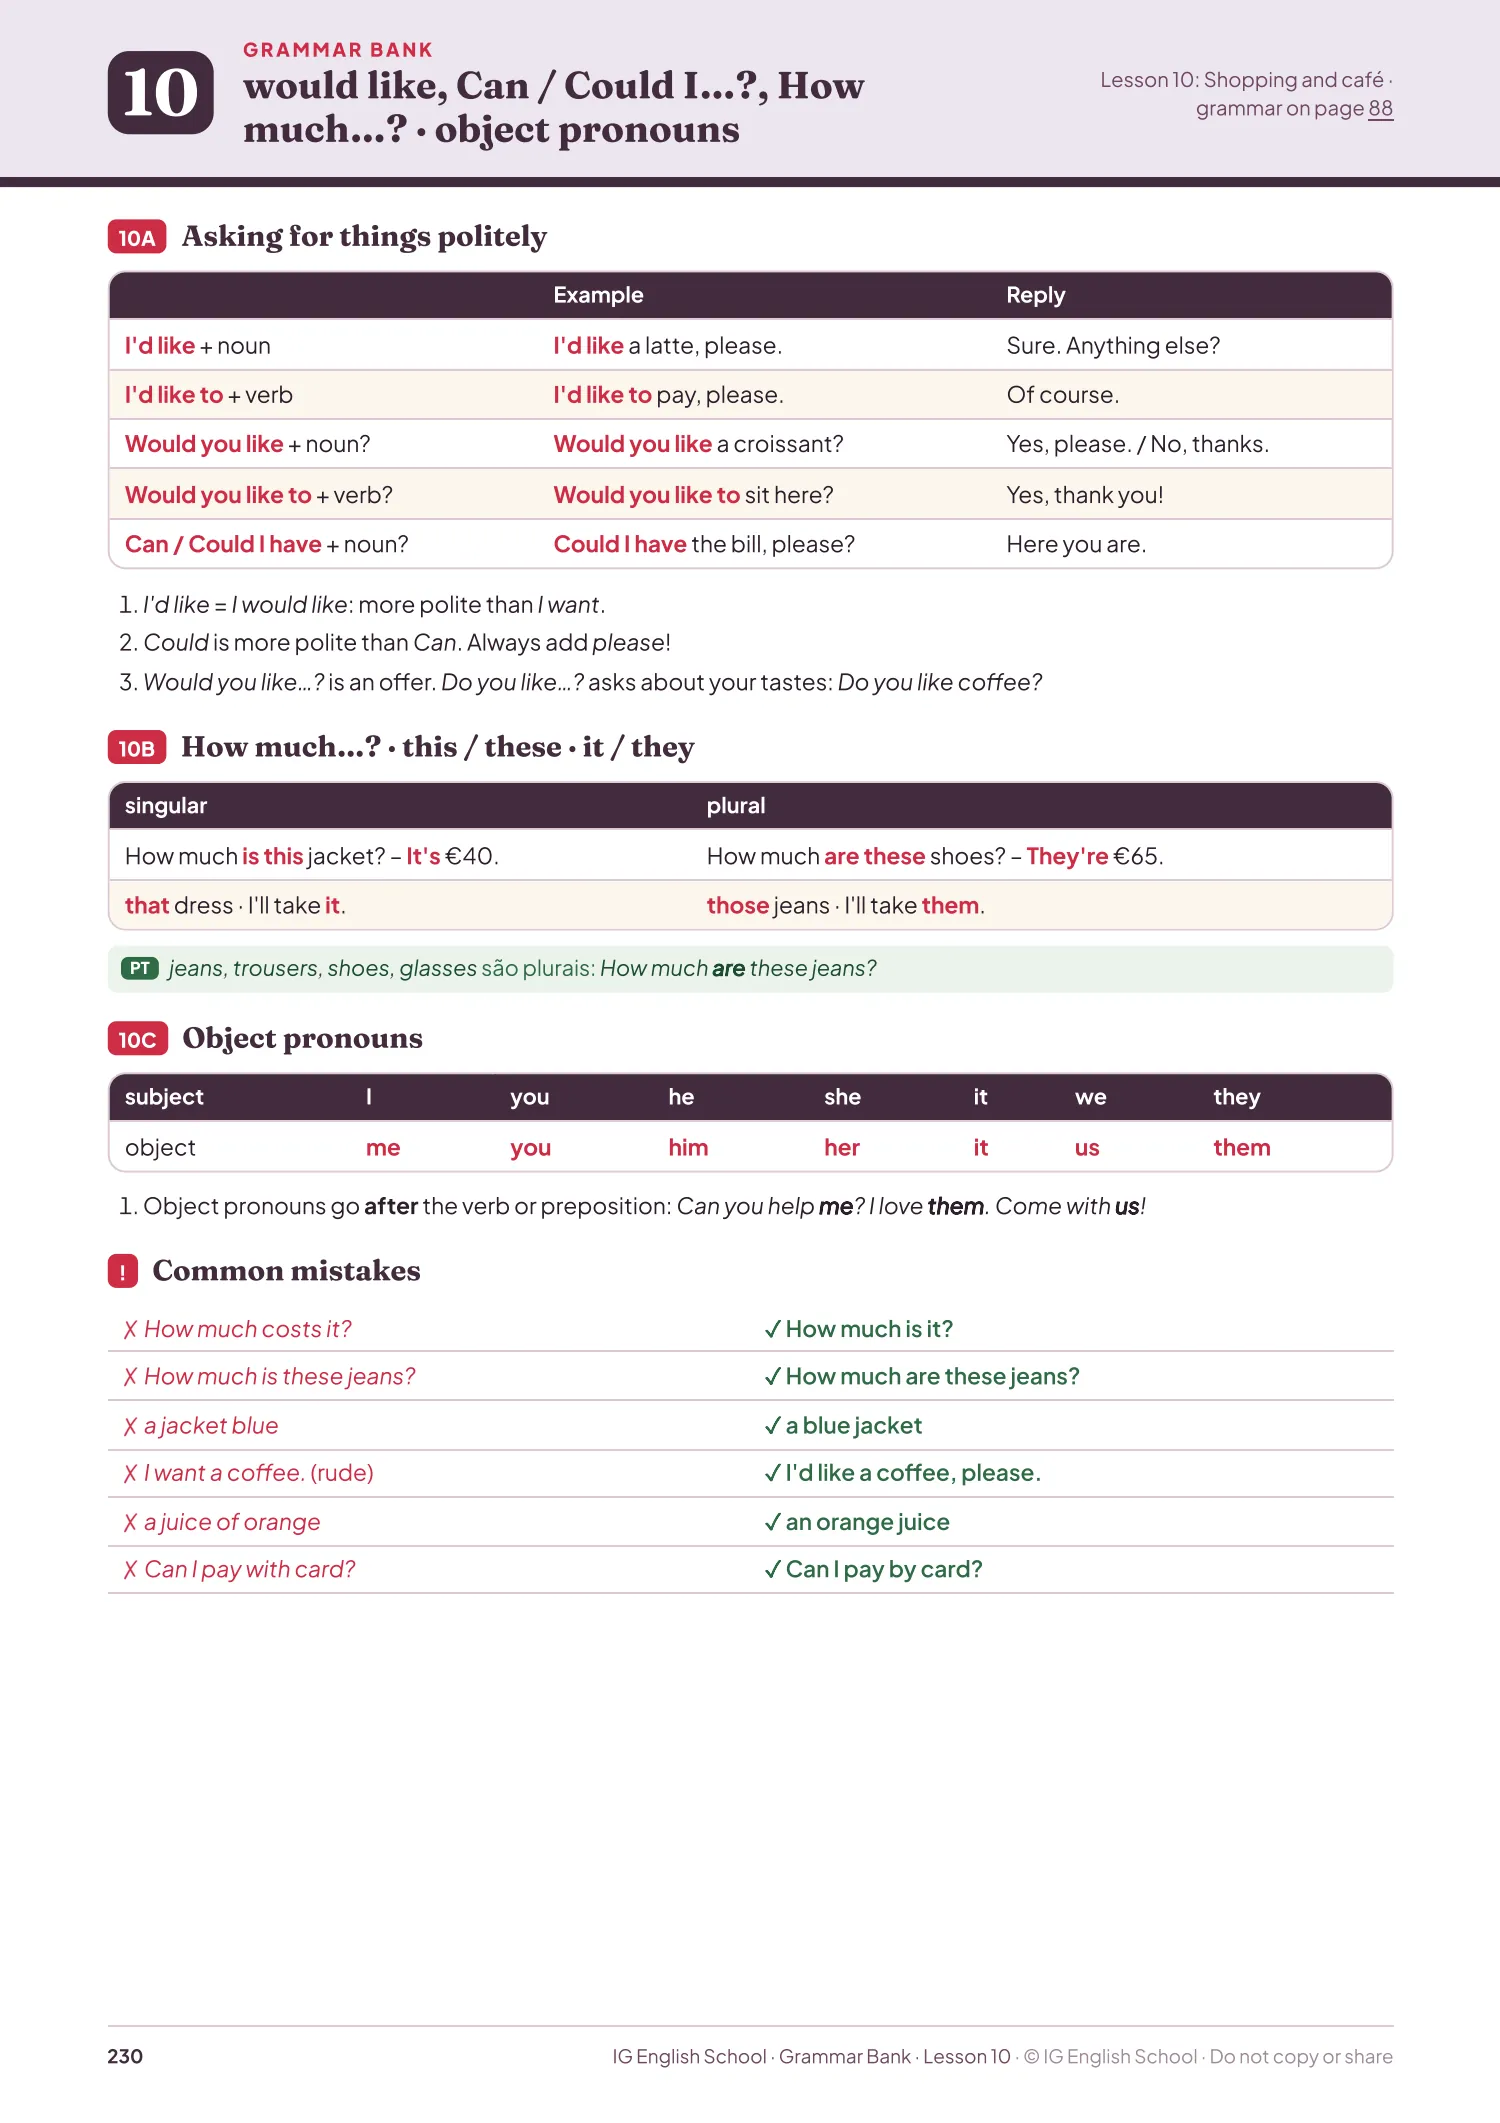 10
GRAMMAR BANK
would like, Can / Could I...?, How
much...? · object pronouns
Lesson 10: Shopping and café ·
grammar on page 88
10A Asking for things politely
Example Reply
I'd like + noun I'd like a latte, please. Sure. Anything else?
I'd like to + verb I'd like to pay, please. Of course.
Would you like + noun? Would you like a croissant? Yes, please. / No, thanks.
Would you like to + verb? Would you like to sit here? Yes, thank you!
Can / Could I have + noun? Could I have the bill, please? Here you are.
1. I'd like = I would like: more polite than I want.
2. Could is more polite than Can. Always add please!
3. Would you like...? is an offer. Do you like...? asks about your tastes: Do you like coffee?
10B How much...? · this / these · it / they
singular plural
How much is this jacket? – It's €40. How much are these shoes? – They're €65.
that dress · I'll take it. those jeans · I'll take them.
PT jeans, trousers, shoes, glasses são plurais: How much are these jeans?
10C Object pronouns
subject I you he she it we they
object me you him her it us them
1. Object pronouns go after the verb or preposition: Can you help me? I love them. Come with us!
! Common mistakes
✗ How much costs it? ✓ How much is it?
✗ How much is these jeans? ✓ How much are these jeans?
✗ a jacket blue ✓ a blue jacket
✗ I want a coffee. (rude) ✓ I'd like a coffee, please.
✗ a juice of orange ✓ an orange juice
✗ Can I pay with card? ✓ Can I pay by card?
230 IG English School · Grammar Bank · Lesson 10 · © IG English School · Do not copy or share